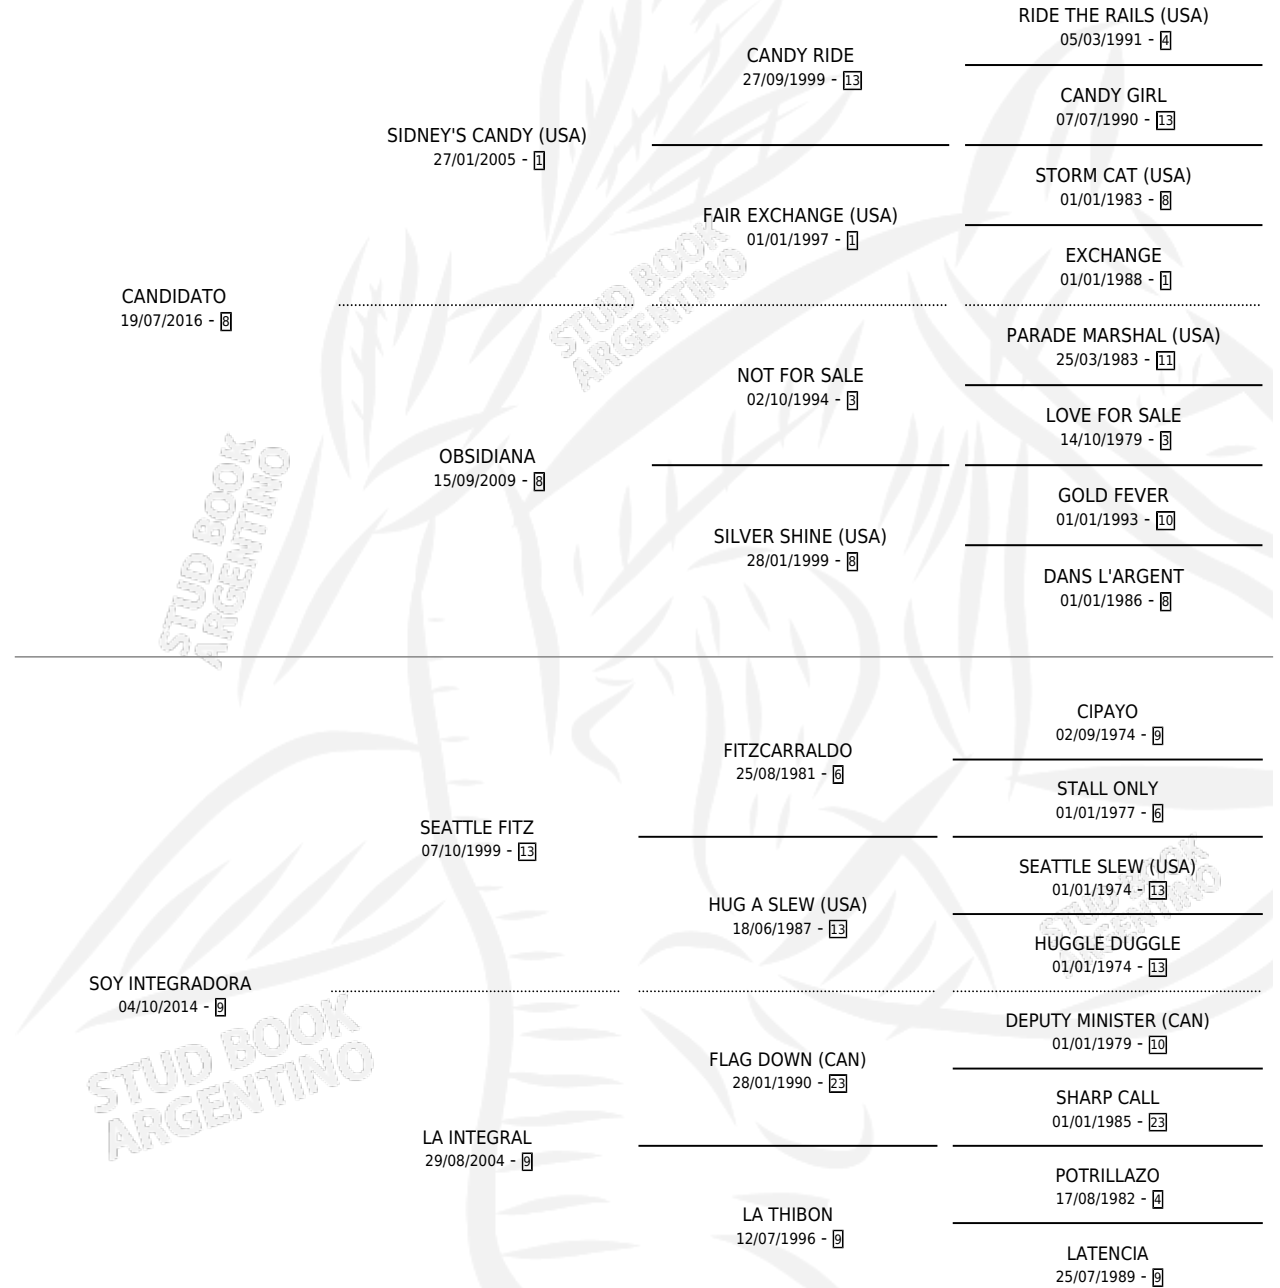 RIDE THE RAILS (USA)
05/03/1991 - 4
CANDY RIDE
27/09/1999 - 13
CANDY GIRL
07/07/1990 - 13
SIDNEY'S CANDY (USA)
27/01/2005 - 1
STORM CAT (USA)
01/01/1983 - 8
FAIR EXCHANGE (USA)
01/01/1997 - 1
EXCHANGE
01/01/1988 - 1
CANDIDATO
19/07/2016 - 8
STUD BOOK
ARGENTINO
PARADE MARSHAL (USA)
25/03/1983 - 11
NOT FOR SALE
02/10/1994 - 3
LOVE FOR SALE
14/10/1979 - 3
OBSIDIANA
15/09/2009 - 8
GOLD FEVER
01/01/1993 - 10
SILVER SHINE (USA)
28/01/1999 - 8
DANS L'ARGENT
01/01/1986 - 8
STUD BOOK
ARGENTINO
CIPAYO
02/09/1974 - 9
FITZCARRALDO
25/08/1981 - 6
STALL ONLY
01/01/1977 - 6
SEATTLE FITZ
07/10/1999 - 13
SEATTLE SLEW (USA)
01/01/1974 - 13
STUD BOOK
ARGENTINO
HUG A SLEW (USA)
18/06/1987 - 13
HUGGLE DUGGLE
01/01/1974 - 13
SOY INTEGRADORA
04/10/2014 - 9
STUD BOOK
ARGENTINO
DEPUTY MINISTER (CAN)
01/01/1979 - 10
FLAG DOWN (CAN)
28/01/1990 - 23
SHARP CALL
01/01/1985 - 23
LA INTEGRAL
29/08/2004 - 9
POTRILLAZO
17/08/1982 - 4
LA THIBON
12/07/1996 - 9
LATENCIA
25/07/1989 - 9